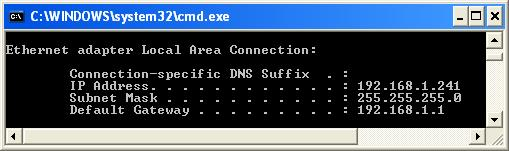 C:\WINDOWS\system32\cmd.exe
Ethernet adapter Local Area Connection:
Connection-specific DNS Suffix  . :
IP Address. . . . . . . . . . . . : 192.168.1.241
Subnet Mask . . . . . . . . . . . : 255.255.255.0
Default Gateway . . . . . . . . . : 192.168.1.1